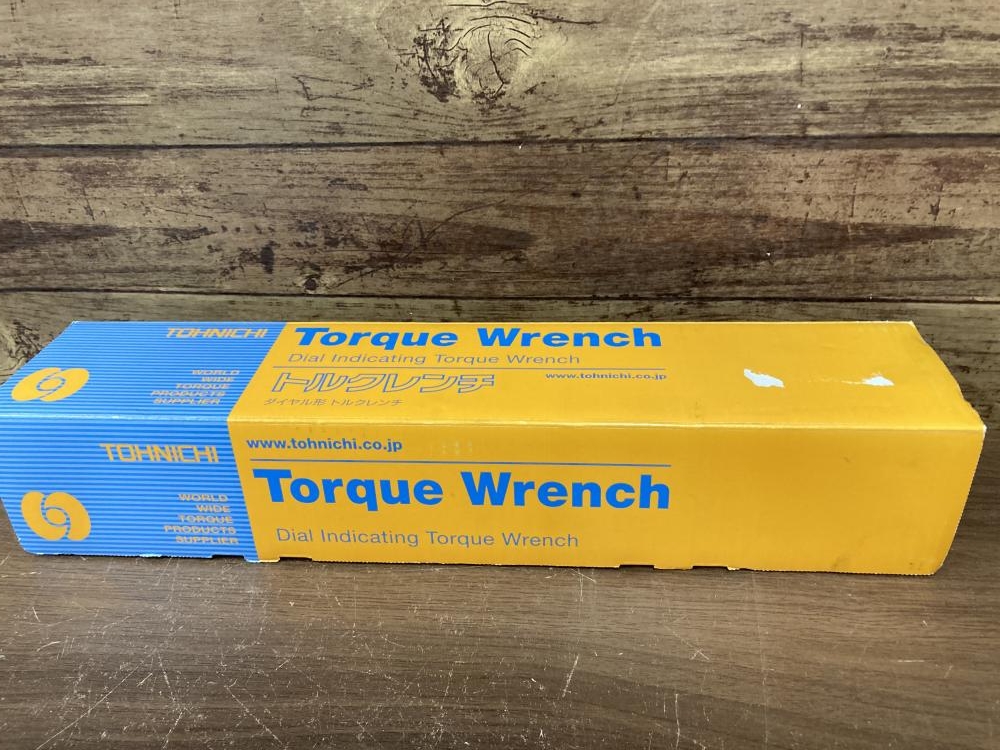 TOHNICHI
WORLD
WIDE
TORQUE
PRODUCTS
SUPPLIER
Torque Wrench
Dial Indicating Torque Wrench
トルクレンチ
www.tohnichi.co.jp
ダイヤル形 トルクレンチ
TOHNICHI
WORLD
WIDE
TORQUE
PRODUCTS
SUPPLIER
www.tohnichi.co.jp
Torque Wrench
Dial Indicating Torque Wrench